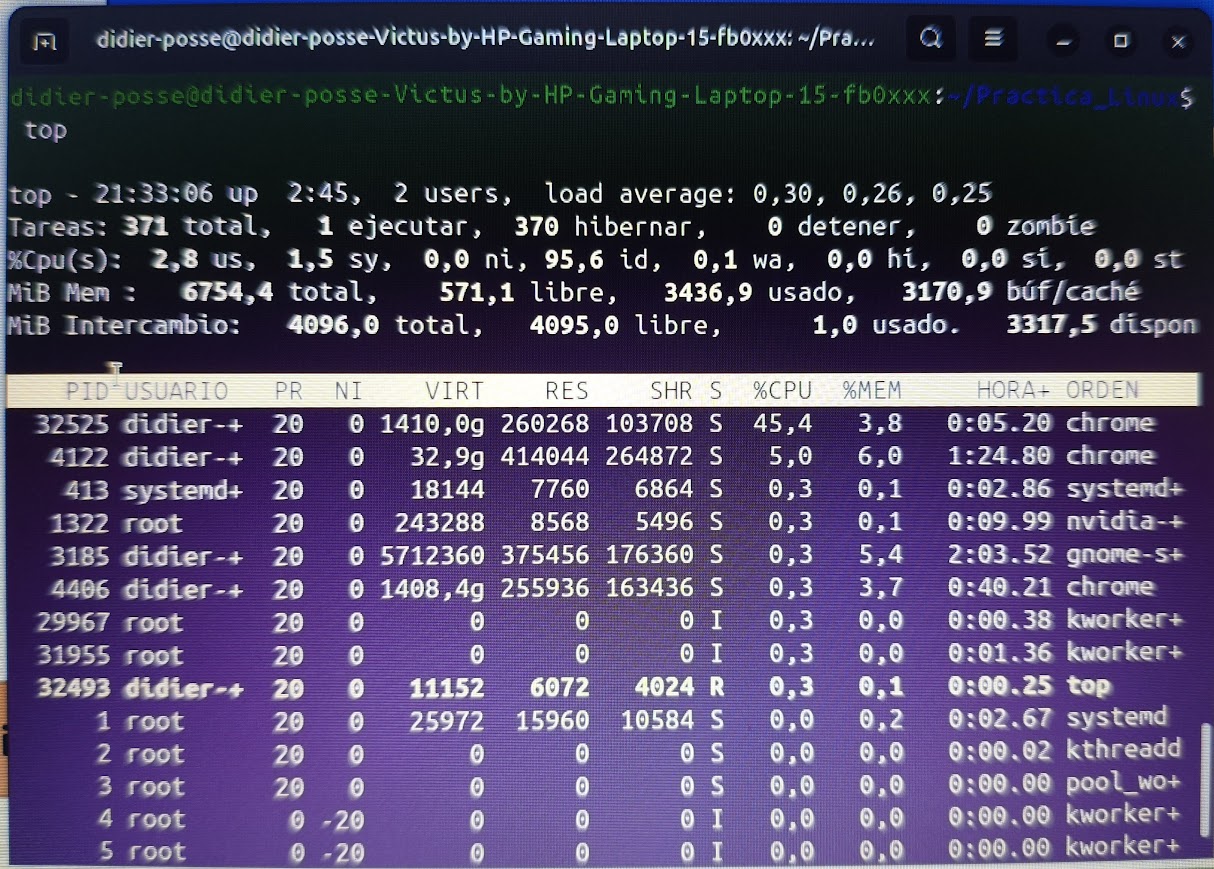 didier-posse@didier-posse-Victus-by-HP-Gaming-Laptop-15-fb0xxx: ~/Pra...
didier-posse@didier-posse-Victus-by-HP-Gaming-Laptop-15-fb0xxx:~/Practica_Linux$
top
top - 21:33:06 up  2:45,  2 users,  load average: 0,30, 0,26, 0,25
Tareas: 371 total,   1 ejecutar,  370 hibernar,    0 detener,    0 zombie
%Cpu(s):  2,8 us,  1,5 sy,  0,0 ni, 95,6 id,  0,1 wa,  0,0 hi,  0,0 si,  0,0 st
MiB Mem :   6754,4 total,    571,1 libre,   3436,9 usado,   3170,9 búf/caché
MiB Intercambio:   4096,0 total,   4095,0 libre,      1,0 usado.   3317,5 dispon
PID USUARIO   PR  NI    VIRT    RES    SHR S  %CPU  %MEM     HORA+ ORDEN
32525 didier-+  20   0 1410,0g 260268 103708 S  45,4   3,8   0:05.20 chrome
4122 didier-+  20   0   32,9g 414044 264872 S   5,0   6,0   1:24.80 chrome
413 systemd+  20   0   18144   7760   6864 S   0,3   0,1   0:02.86 systemd+
1322 root      20   0  243288   8568   5496 S   0,3   0,1   0:09.99 nvidia-+
3185 didier-+  20   0 5712360 375456 176360 S   0,3   5,4   2:03.52 gnome-s+
4406 didier-+  20   0 1408,4g 255936 163436 S   0,3   3,7   0:40.21 chrome
29967 root      20   0       0      0      0 I   0,3   0,0   0:00.38 kworker+
31955 root      20   0       0      0      0 I   0,3   0,0   0:01.36 kworker+
32493 didier-+  20   0   11152   6072   4024 R   0,3   0,1   0:00.25 top
1 root      20   0   25972  15960  10584 S   0,0   0,2   0:02.67 systemd
2 root      20   0       0      0      0 S   0,0   0,0   0:00.02 kthreadd
3 root      20   0       0      0      0 S   0,0   0,0   0:00.00 pool_wo+
4 root       0 -20       0      0      0 I   0,0   0,0   0:00.00 kworker+
5 root       0 -20       0      0      0 I   0,0   0,0   0:00.00 kworker+